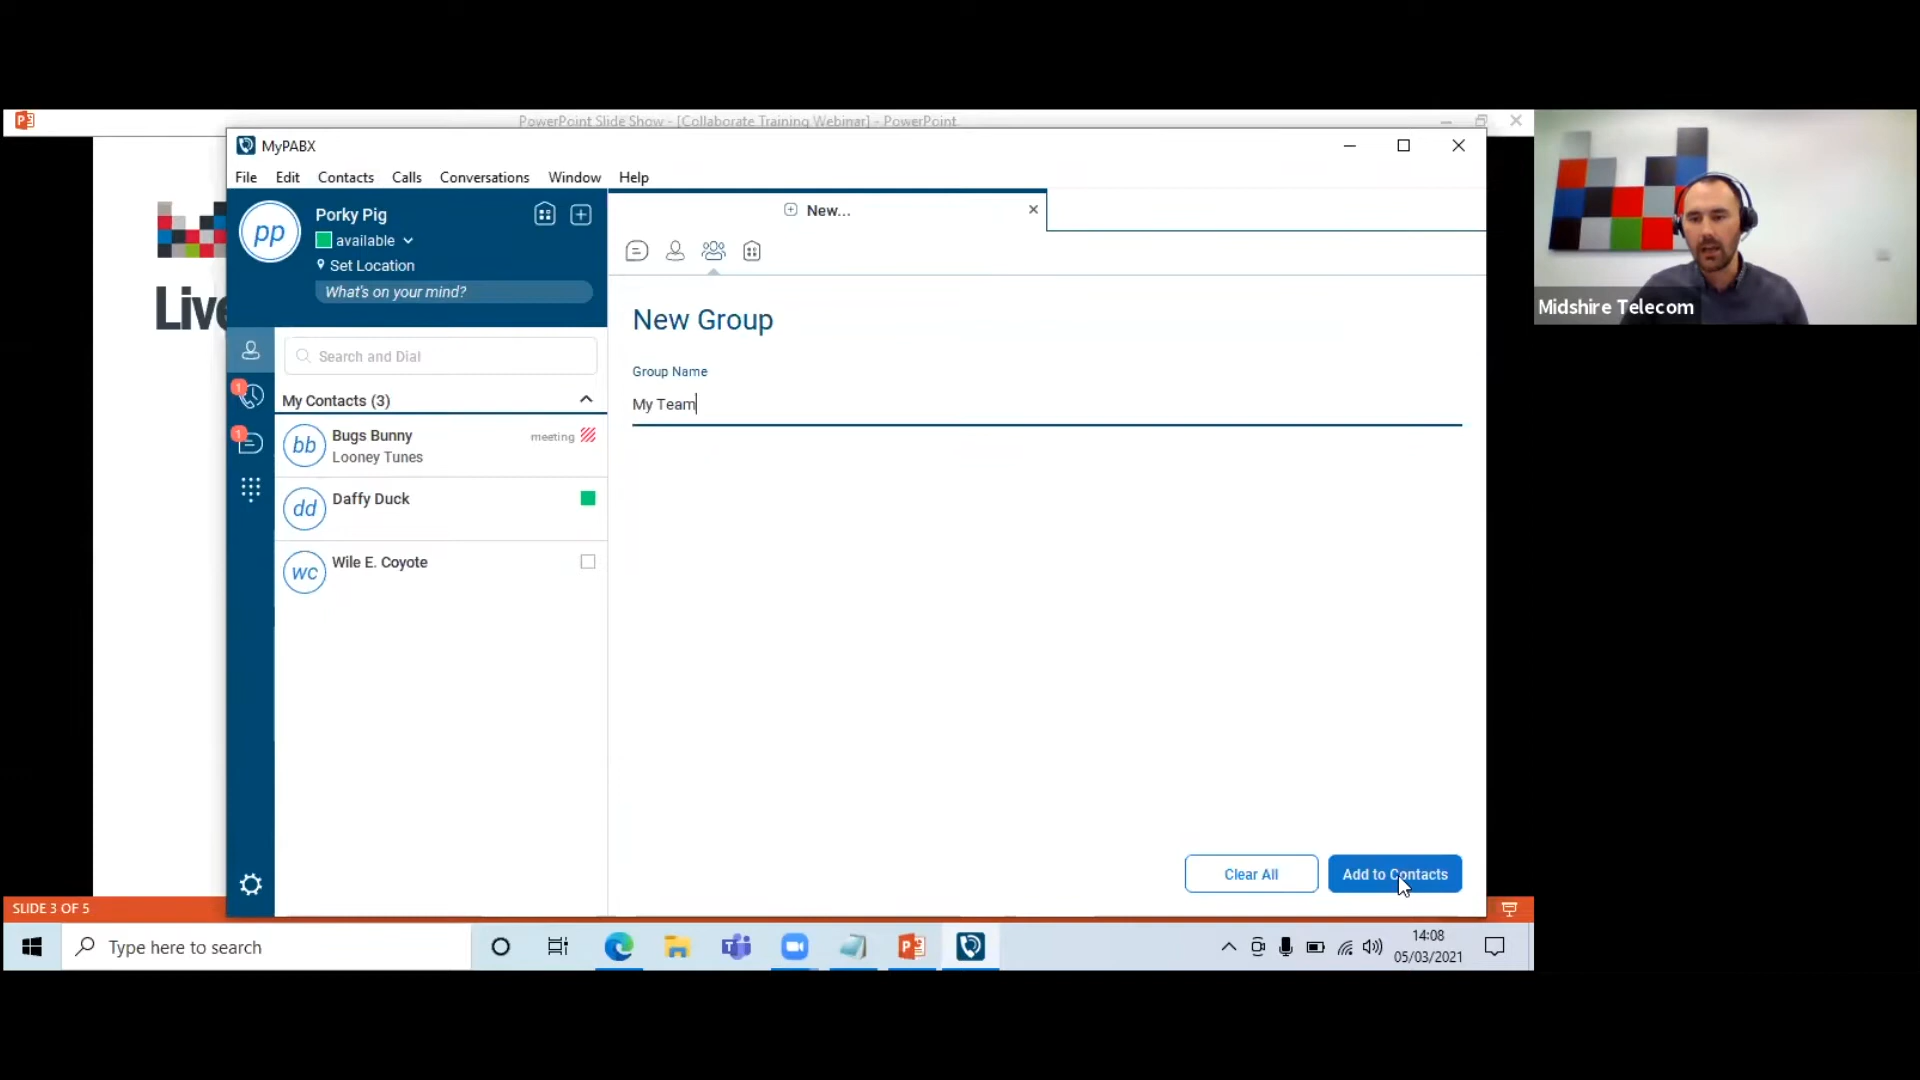 PowerPoint Slide Show - [Collaborate Training Webinar] - PowerPoint
MyPABX
File Edit Contacts Calls Conversations Window Help
pp
Porky Pig
available
Set Location
What's on your mind?
New...
Live
Search and Dial
My Contacts (3)
1
1
bb
Bugs Bunny
Looney Tunes
meeting
dd
Daffy Duck
wc
Wile E. Coyote
New Group
Group Name
My Team
Clear All
Add to Contacts
Midshire Telecom
SLIDE 3 OF 5
Type here to search
14:08
05/03/2021